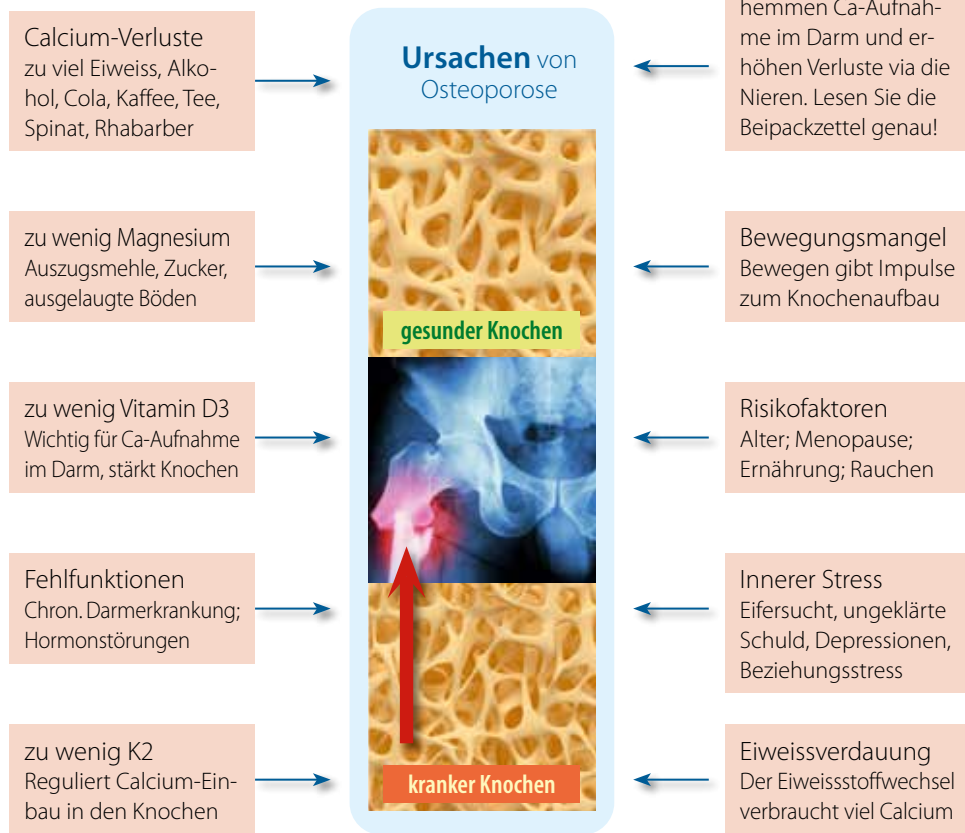 Calcium-Verluste
zu viel Eiweiss, Alko-
hol, Cola, Kaffee, Tee,
Spinat, Rhabarber
zu wenig Magnesium
Auszugsmehle, Zucker,
ausgelaugte Böden
zu wenig Vitamin D3
Wichtig für Ca-Aufnahme
im Darm, stärkt Knochen
Fehlfunktionen
Chron. Darmerkrankung;
Hormonstörungen
zu wenig K2
Reguliert Calcium-Ein-
bau in den Knochen
Ursachen von
Osteoporose
gesunder Knochen
kranker Knochen
hemmen Ca-Aufnah-
me im Darm und er-
höhen Verluste via die
Nieren. Lesen Sie die
Beipackzettel genau!
Bewegungsmangel
Bewegen gibt Impulse
zum Knochenaufbau
Risikofaktoren
Alter; Menopause;
Ernährung; Rauchen
Innerer Stress
Eifersucht, ungeklärte
Schuld, Depressionen,
Beziehungsstress
Eiweissverdauung
Der Eiweissstoffwechsel
verbraucht viel Calcium